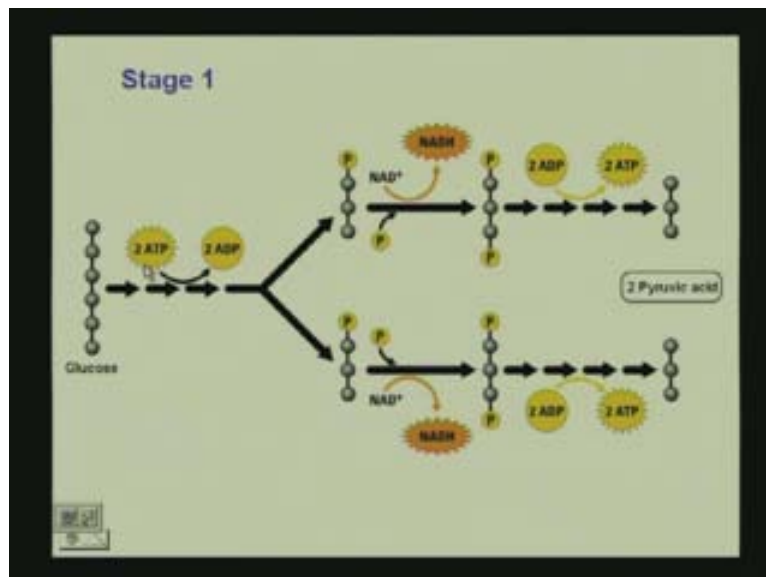 Stage 1
P
NADH
NAD+
P
P
P
2 ADP
2 ATP
2 ATP
2 ADP
Glucose
2 Pyruvic acid
P
P
NAD+
NADH
P
P
2 ADP
2 ATP